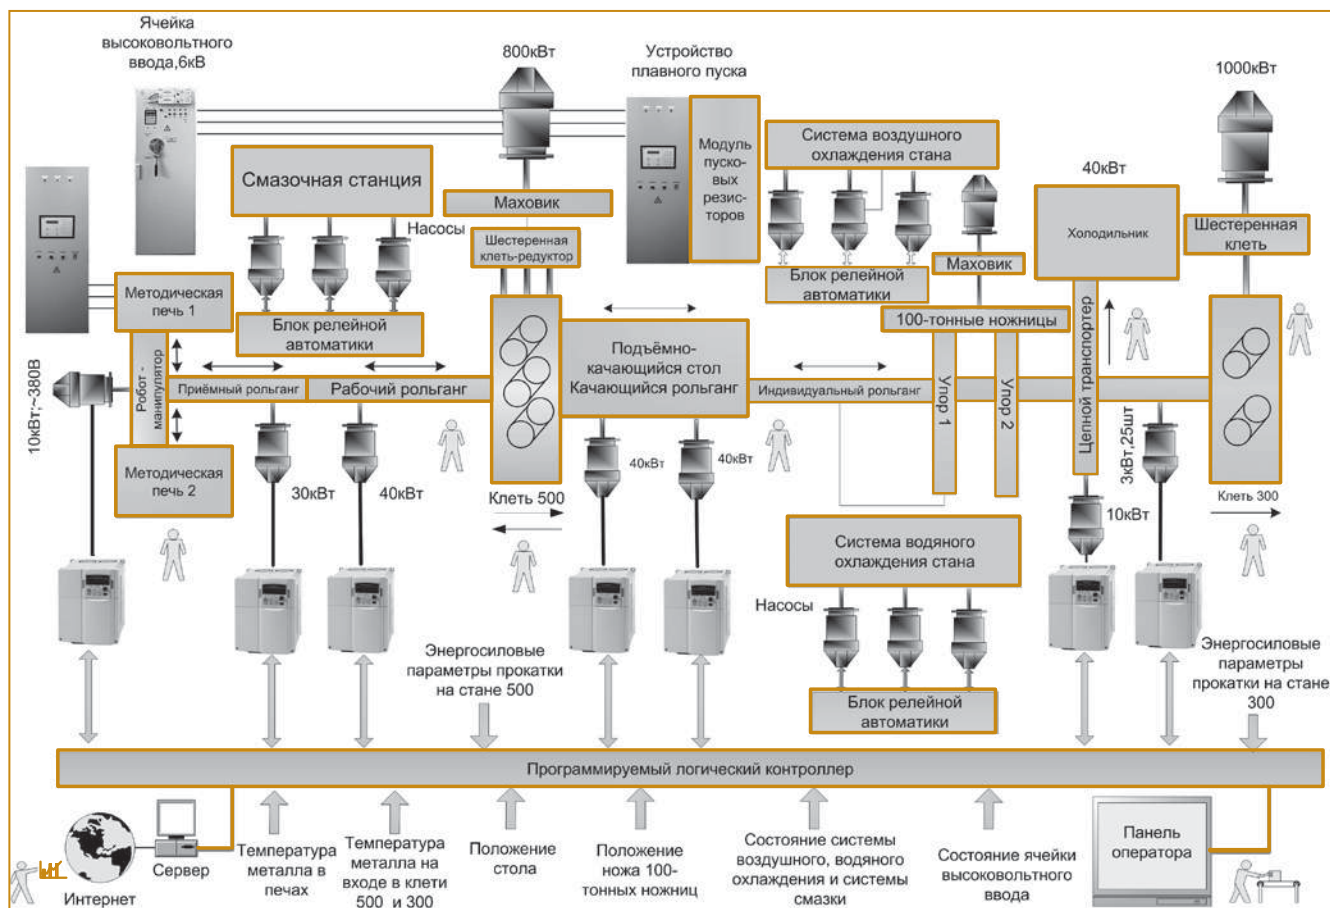 Ячейка
высоковольтного
ввода,6кВ
800кВт
Устройство
плавного пуска
1000кВт
Смазочная станция
Насосы
Маховик
Шестеренная
клеть-редуктор
Модуль
пуско-
вых
резис-
торов
Система воздушного
охлаждения стана
Блок релейной
автоматики
Маховик
100-тонные ножницы
40кВт
Холодильник
Шестеренная
клеть
Методическая
печь 1
Блок релейной
автоматики
10кВт;~380В
Робот -
манипулятор
Приёмный рольганг
Рабочий рольганг
Подъёмно-
качающийся стол
Качающийся рольганг
Индивидуальный рольганг
Упор 1
Упор 2
Цепной транспортер
3кВт,25шт
Методическая
печь 2
30кВт
40кВт
Клеть 500
40кВт
40кВт
10кВт
Клеть 300
Система водяного
охлаждения стана
Насосы
Блок релейной
автоматики
Энергосиловые
параметры прокатки
на стане 500
Энергосиловые
параметры
прокатки на стане
300
Программируемый логический контроллер
Интернет
Сервер
Температура
металла в
печах
Температура
металла на
входе в клети
500 и 300
Положение
стола
Положение
ножа 100-
тонных ножниц
Состояние системы
воздушного, водяного
охлаждения и системы
смазки
Состояние ячейки
высоковольтного
ввода
Панель
оператора